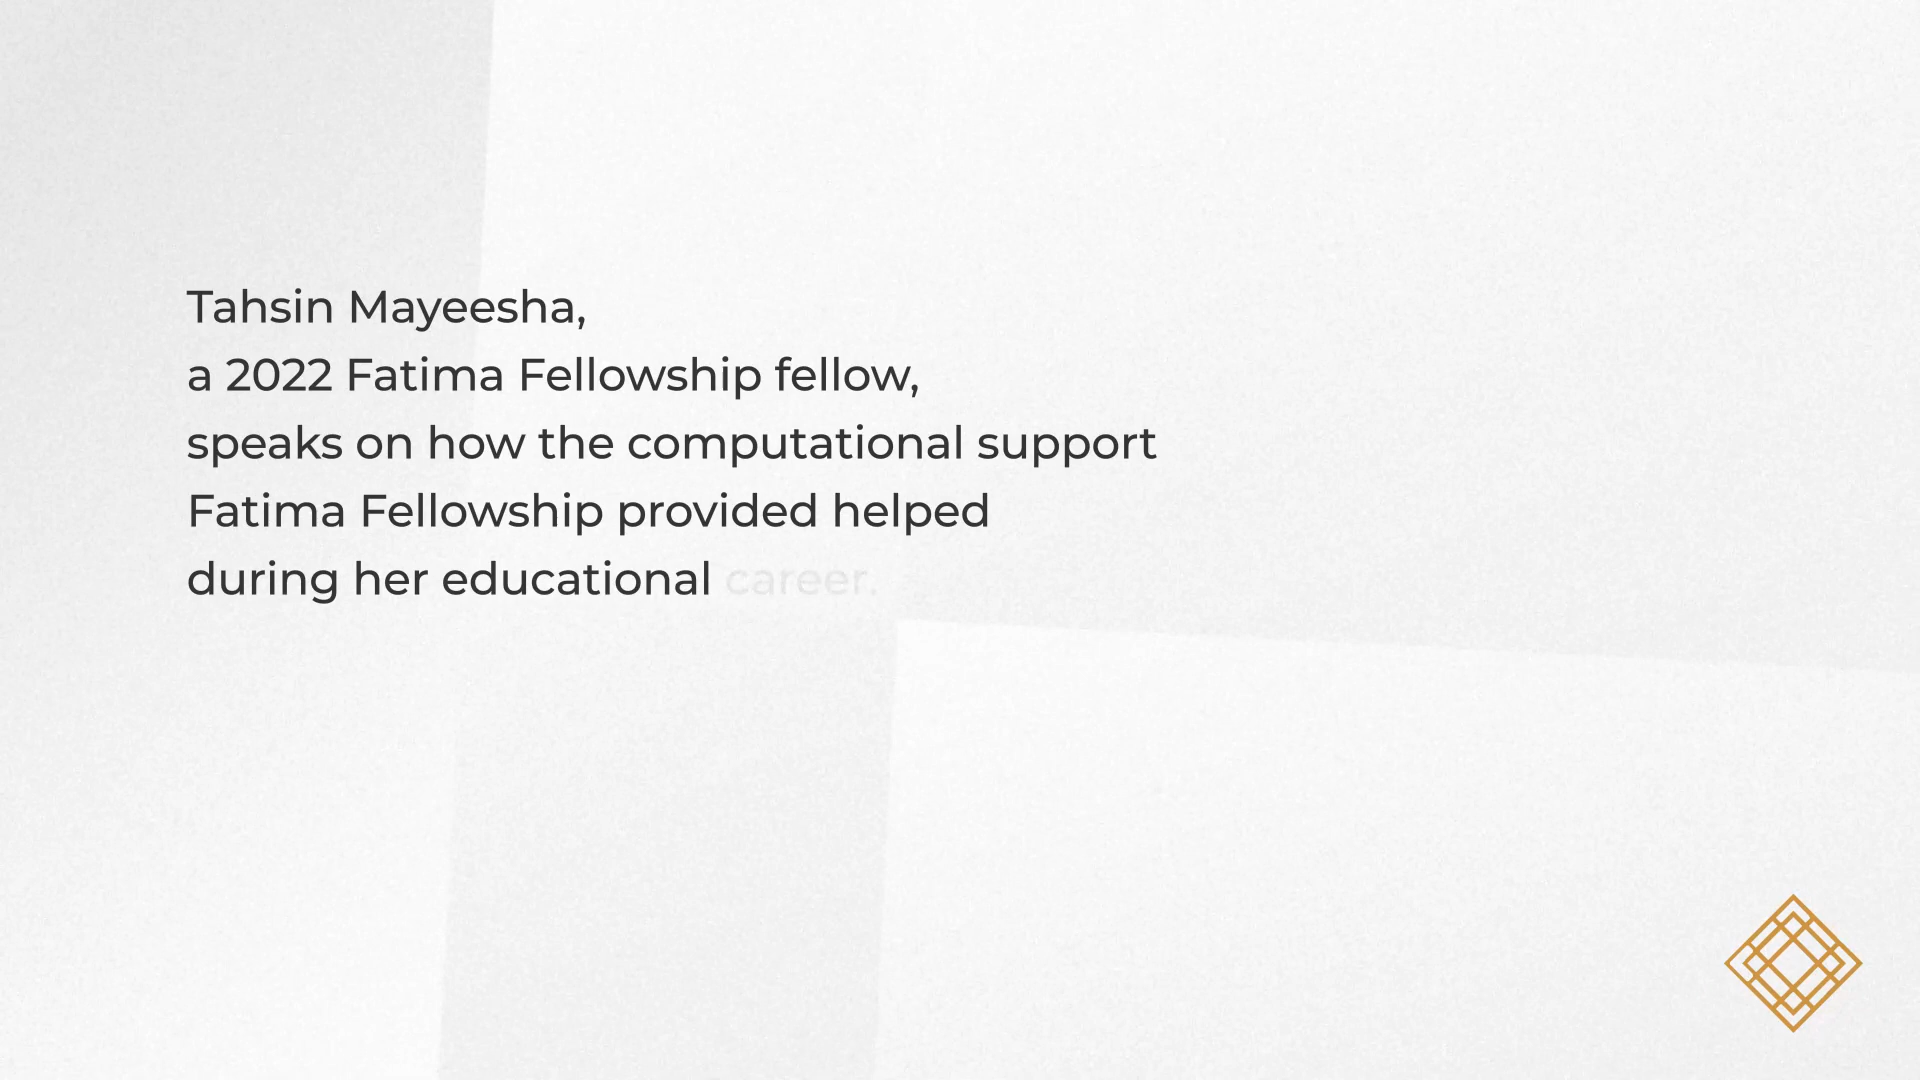 Tahsin Mayeesha,
a 2022 Fatima Fellowship fellow,
speaks on how the computational support
Fatima Fellowship provided helped
during her educational career.